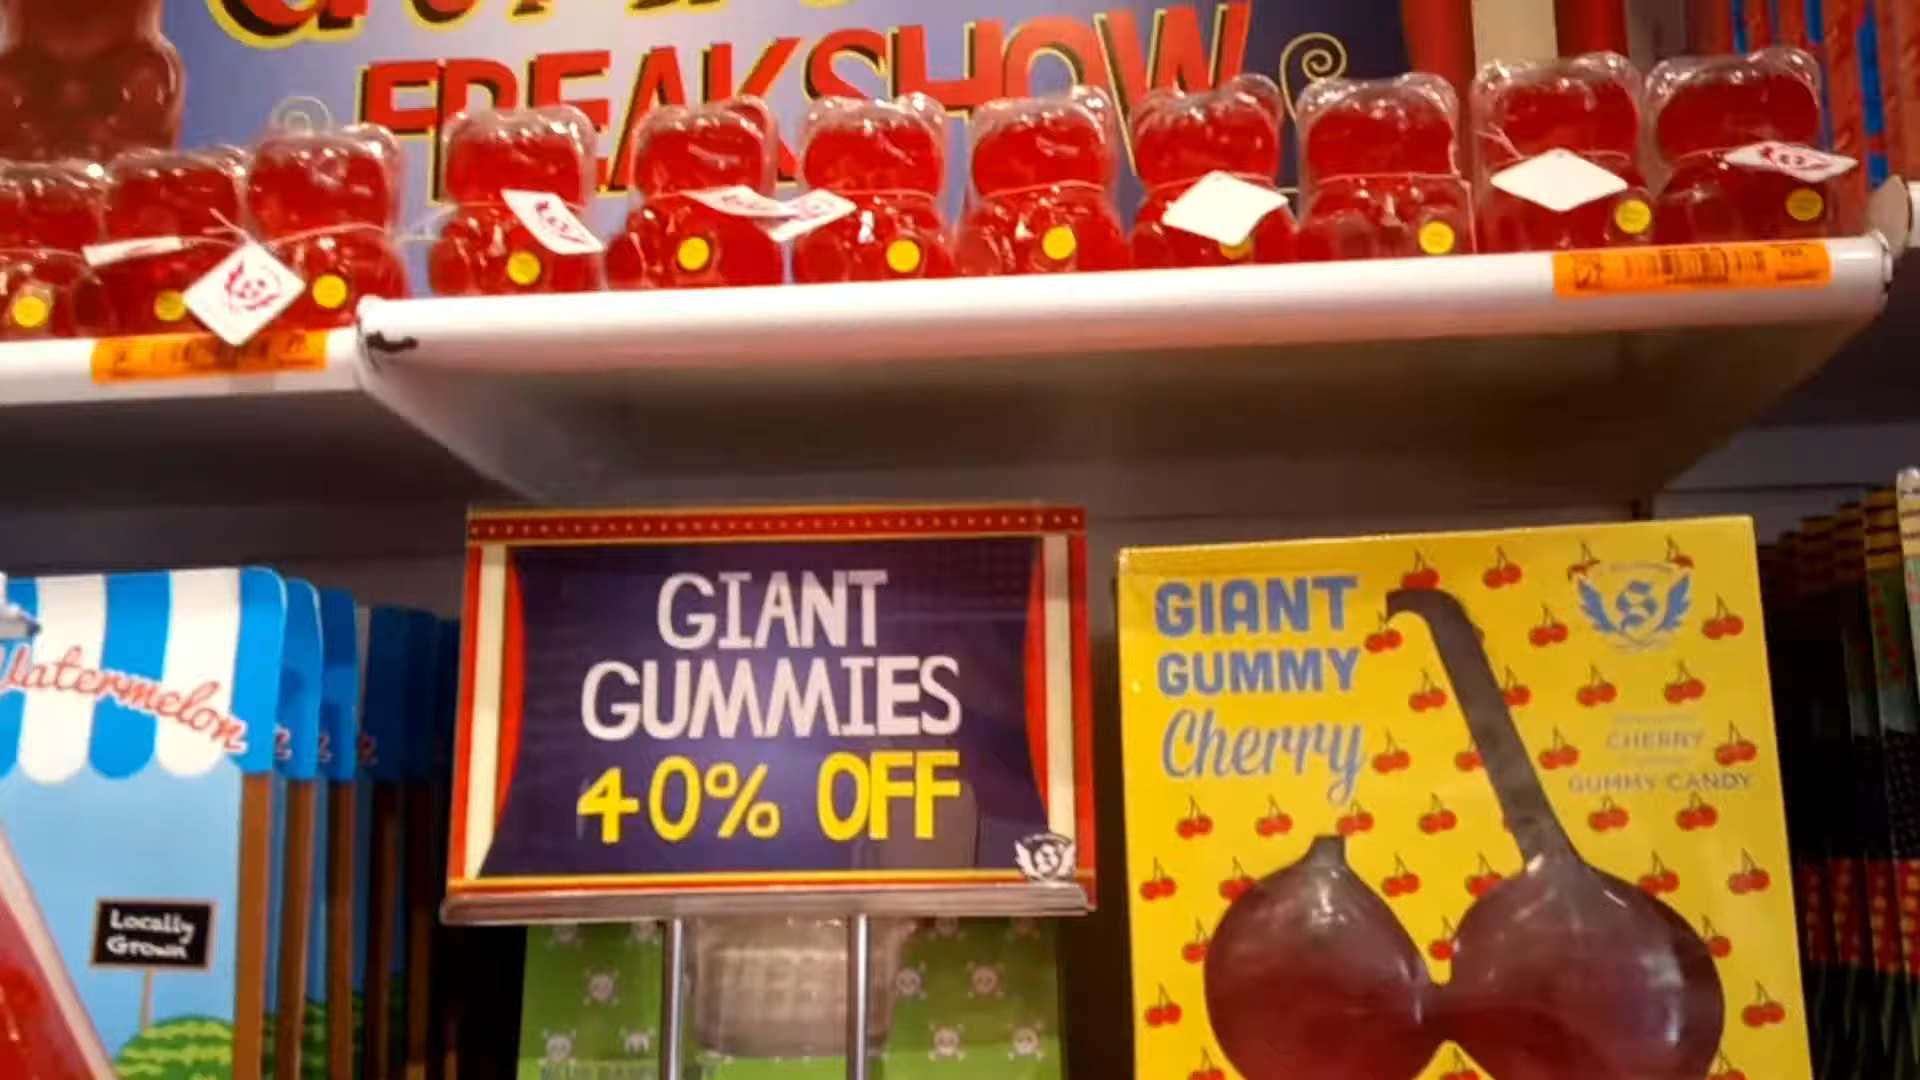 FREAKSHOW
GIANT
GUMMIES
40% OFF
GIANT
GUMMY
Cherry
CHERRY
GUMMY CANDY
Watermelon
Locally
Grown